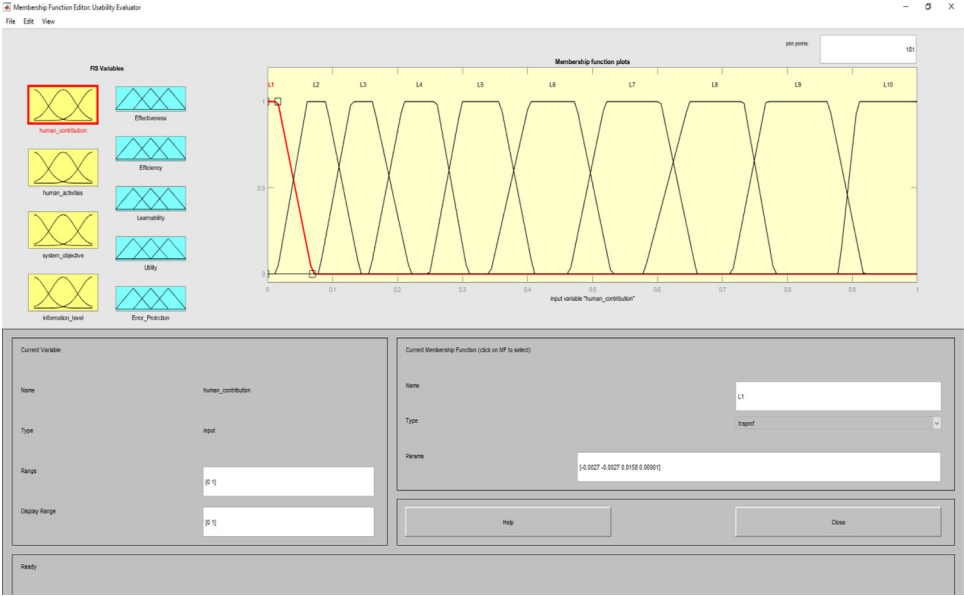 Membership Function Editor: Usability Evaluator
File Edit View
plot points:
181
FIS Variables
Membership function plots
human_contribution
human_activities
system_objective
information_level
Effectiveness
Efficiency
Learnability
Utility
Error_Protection
L1 L2 L3 L4 L5 L6 L7 L8 L9 L10
1
0.5
0
0 0.1 0.2 0.3 0.4 0.5 0.6 0.7 0.8 0.9 1
input variable "human_contribution"
Current Variable
Name human_contribution
Type input
Range [0 1]
Display Range [0 1]
Current Membership Function (click on MF to select)
Name L1
Type trapmf
Params [-0.0027 -0.0027 0.0158 0.06901]
Help Close
Ready